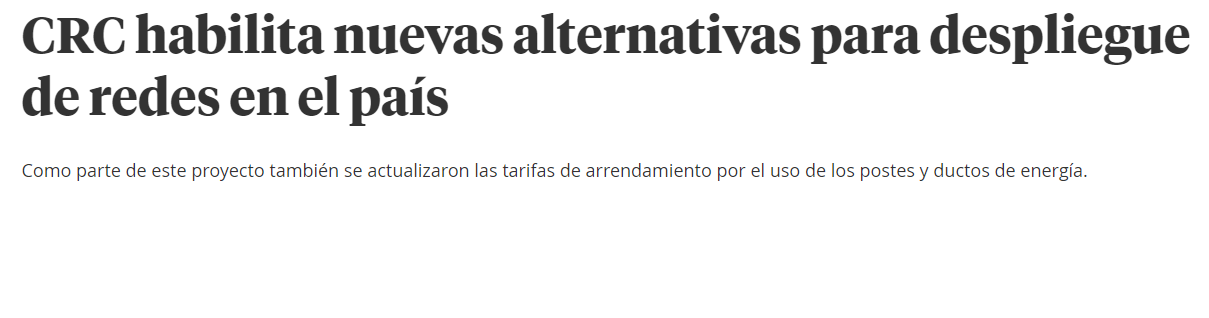 CRC habilita nuevas alternativas para despliegue
de redes en el país
Como parte de este proyecto también se actualizaron las tarifas de arrendamiento por el uso de los postes y ductos de energía.